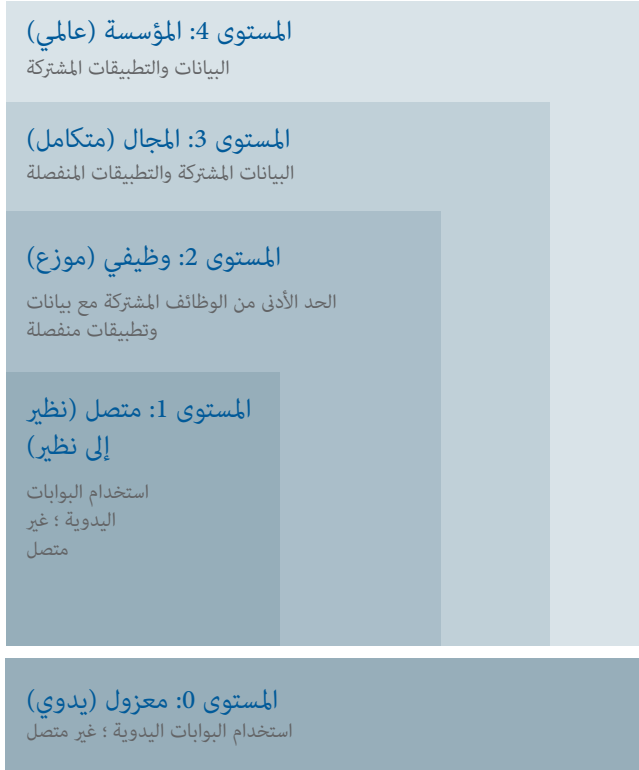 المستوى 4: المؤسسة (عالمي)
البيانات والتطبيقات المشتركة
المستوى 3: المجال (متكامل)
البيانات المشتركة والتطبيقات المنفصلة
المستوى 2: وظيفي (موزع)
الحد الأدنى من الوظائف المشتركة مع بيانات
وتطبيقات منفصلة
المستوى 1: متصل (نظير
إلى نظير)
استخدام البوابات
اليدوية ؛ غير
متصل
المستوى 0: معزول (يدوي)
استخدام البوابات اليدوية ؛ غير متصل